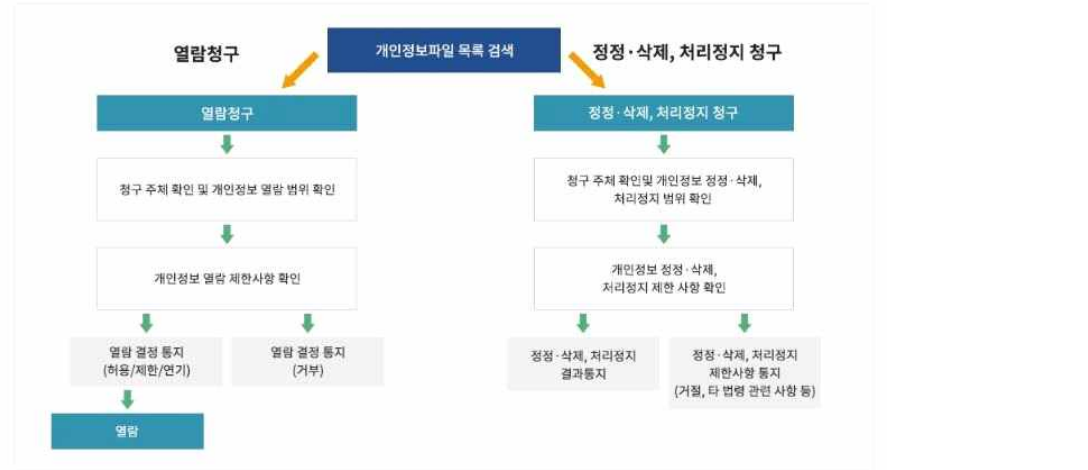 개인정보파일 목록 검색
열람청구
열람청구
청구 주체 확인 및 개인정보 열람 범위 확인
개인정보 열람 제한사항 확인
열람 결정 통지
(허용/제한/연기)
열람 결정 통지
(거부)
열람
정정·삭제, 처리정지 청구
정정·삭제, 처리정지 청구
청구 주체 확인및 개인정보 정정·삭제,
처리정지 범위 확인
개인정보 정정·삭제,
처리정지 제한 사항 확인
정정·삭제, 처리정지
결과통지
정정·삭제, 처리정지
제한사항 통지
(거절, 타 법령 관련 사항 등)